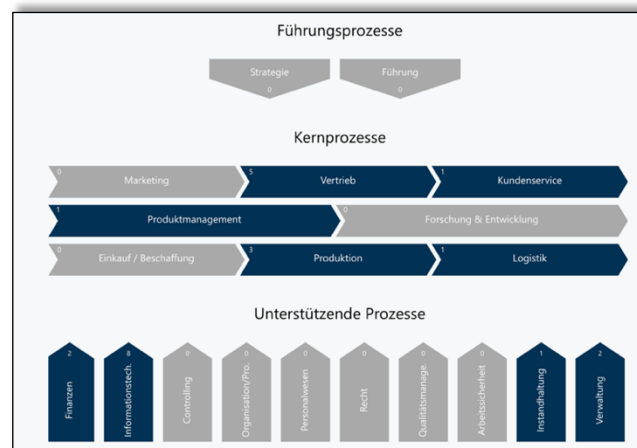 Führungsprozesse
Strategie
0
Führung
0
Kernprozesse
0
Marketing
5
Vertrieb
1
Kundenservice
1
Produktmanagement
0
Forschung & Entwicklung
0
Einkauf / Beschaffung
3
Produktion
1
Logistik
Unterstützende Prozesse
2
Finanzen
8
Informationstech.
0
Controlling
0
Organisation/Pro.
0
Personalwesen
0
Recht
0
Qualitätsmanage.
0
Arbeitssicherheit
1
Instandhaltung
2
Verwaltung